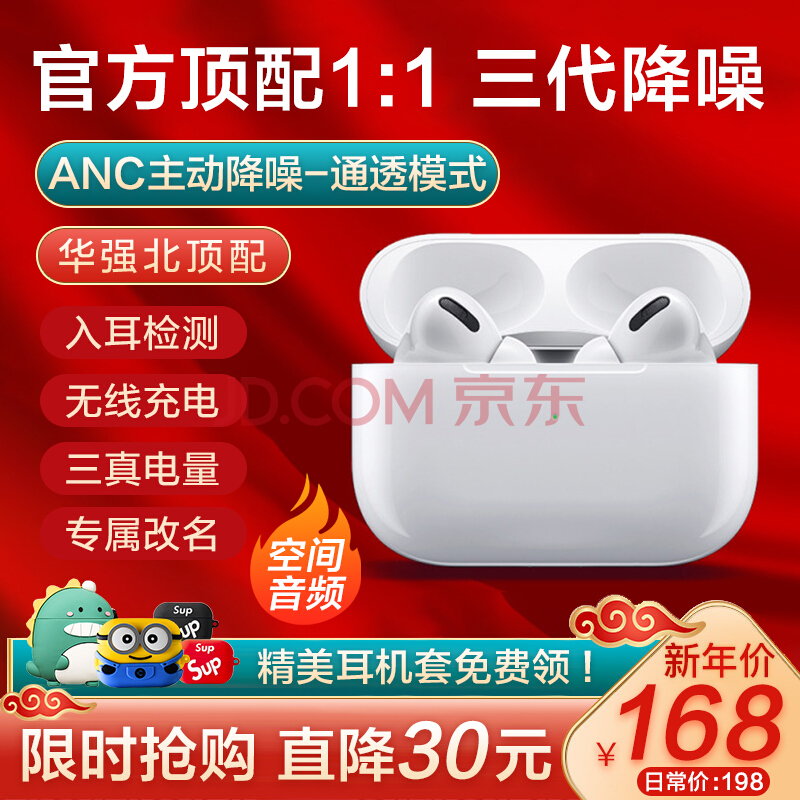 官方顶配1:1 三代降噪
ANC主动降噪-通透模式
华强北顶配
入耳检测
无线充电
JD.COM 京东
三真电量
专属改名
空间
音频
Sup
Sup
Sup
Sup
精美耳机套免费领！
新年价
¥168
日常价:198
限时抢购 直降30元